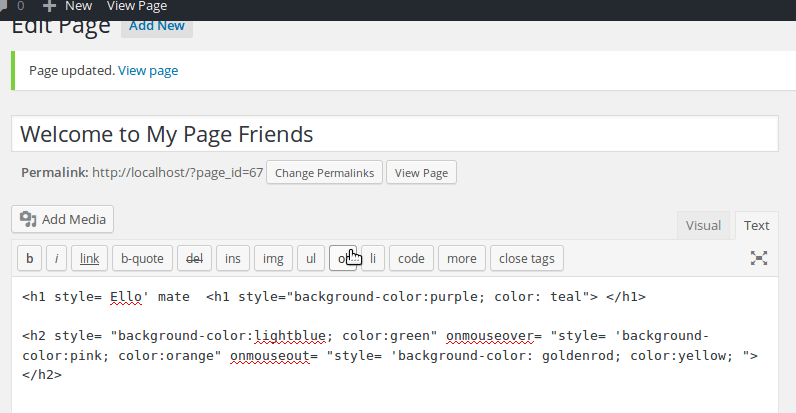 0 New View Page
Edit Page Add New
Page updated. View page
Welcome to My Page Friends
Permalink: http://localhost/?page_id=67 Change Permalinks View Page
Add Media
Visual Text
b i link b-quote del ins img ul li code more close tags
<h1 style= Ello' mate  <h1 style="background-color:purple; color: teal"> </h1>
<h2 style= "background-color:lightblue; color:green" onmouseover= "style= 'background-
color:pink; color:orange" onmouseout= "style= 'background-color: goldenrod; color:yellow; ">
</h2>